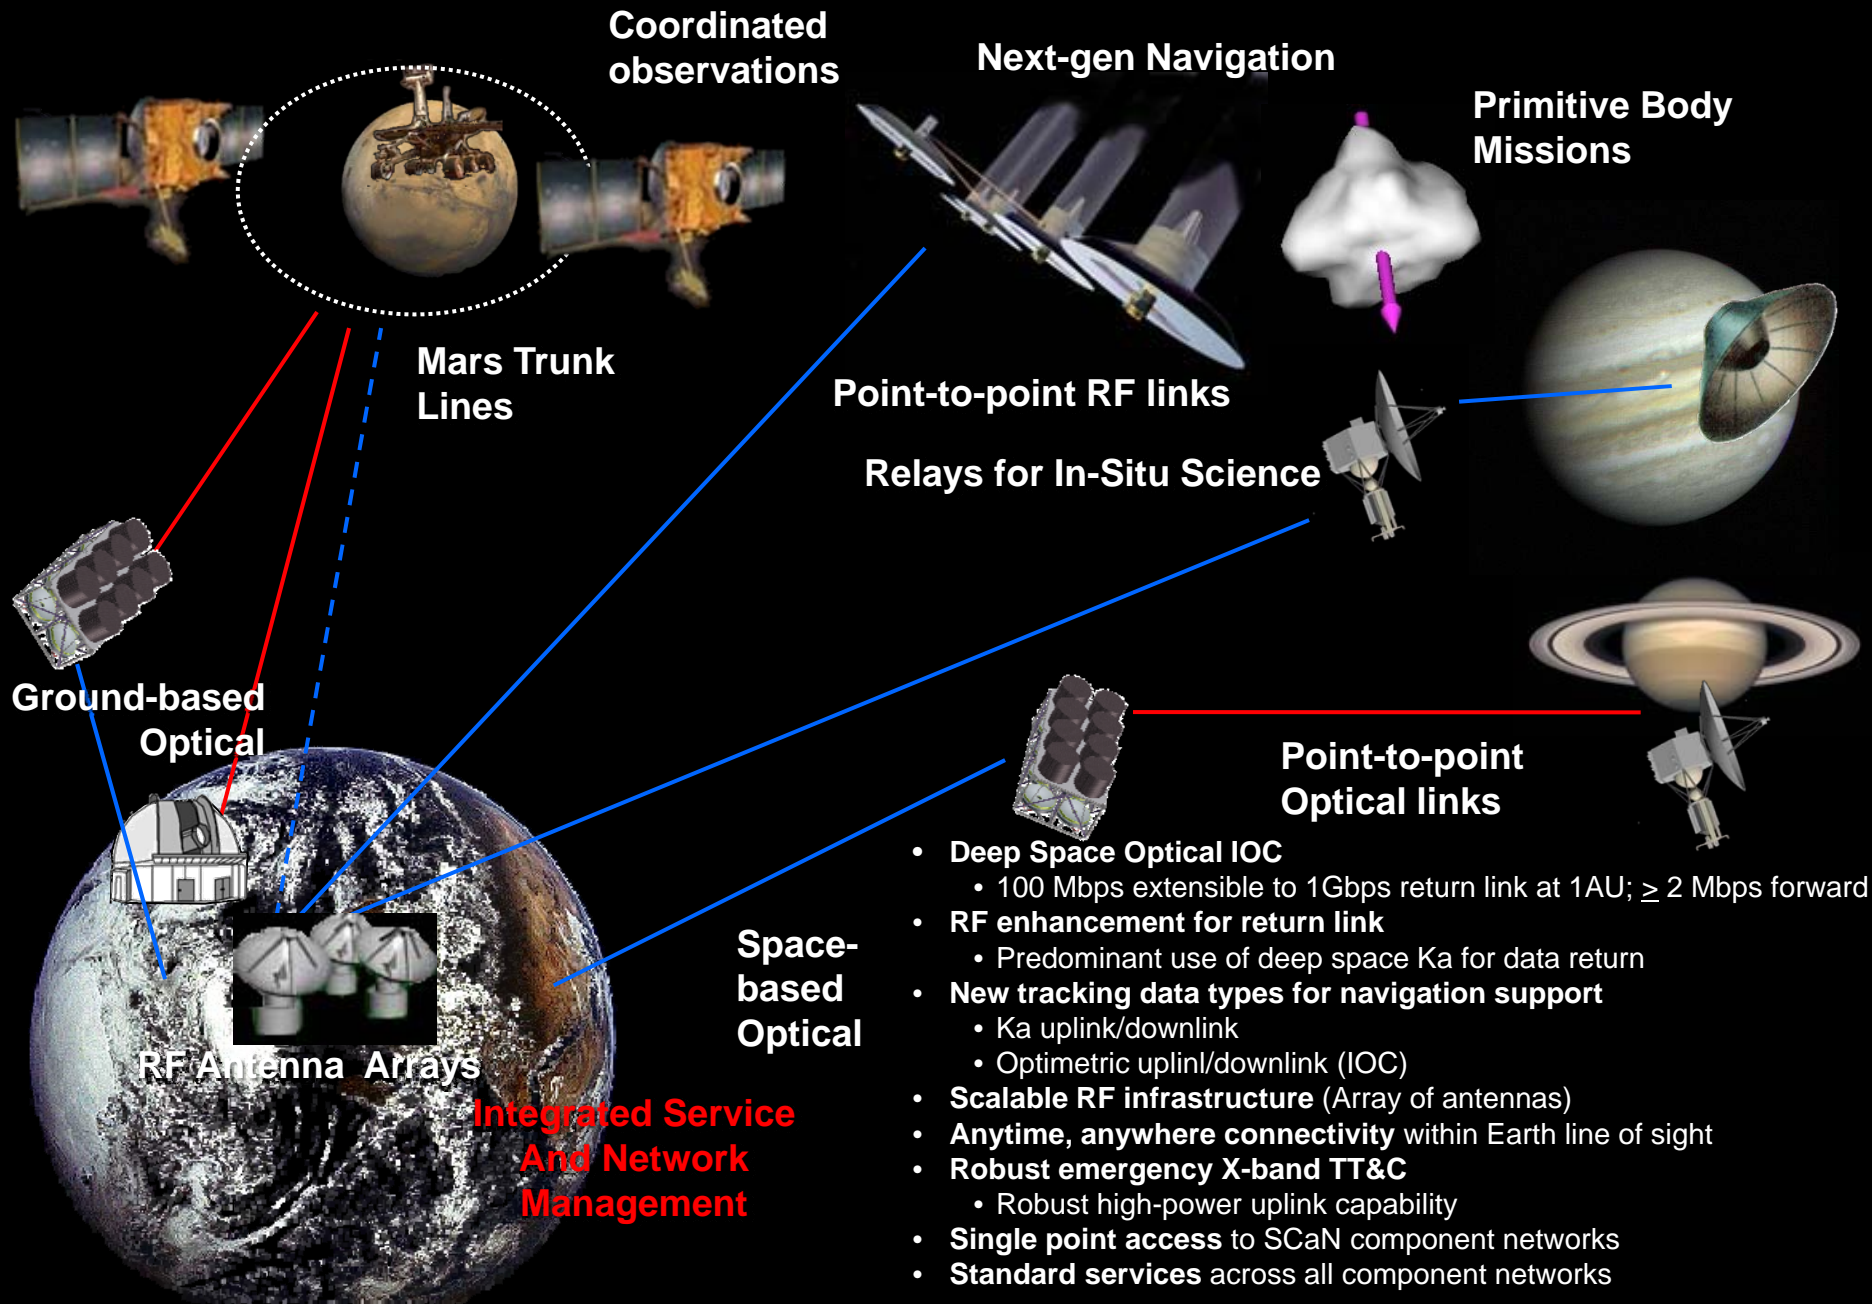 Coordinated
observations
Next-gen Navigation
Primitive Body
Missions
Mars Trunk
Lines
Point-to-point RF links
Relays for In-Situ Science
Ground-based
Optical
Point-to-point
Optical links
Space-
based
Optical
RF Antenna Arrays
Integrated Service
And Network
Management
• Deep Space Optical IOC
• 100 Mbps extensible to 1Gbps return link at 1AU; > 2 Mbps forward
• RF enhancement for return link
• Predominant use of deep space Ka for data return
• New tracking data types for navigation support
• Ka uplink/downlink
• Optimetric uplinl/downlink (IOC)
• Scalable RF infrastructure (Array of antennas)
• Anytime, anywhere connectivity within Earth line of sight
• Robust emergency X-band TT&C
• Robust high-power uplink capability
• Single point access to SCaN component networks
• Standard services across all component networks